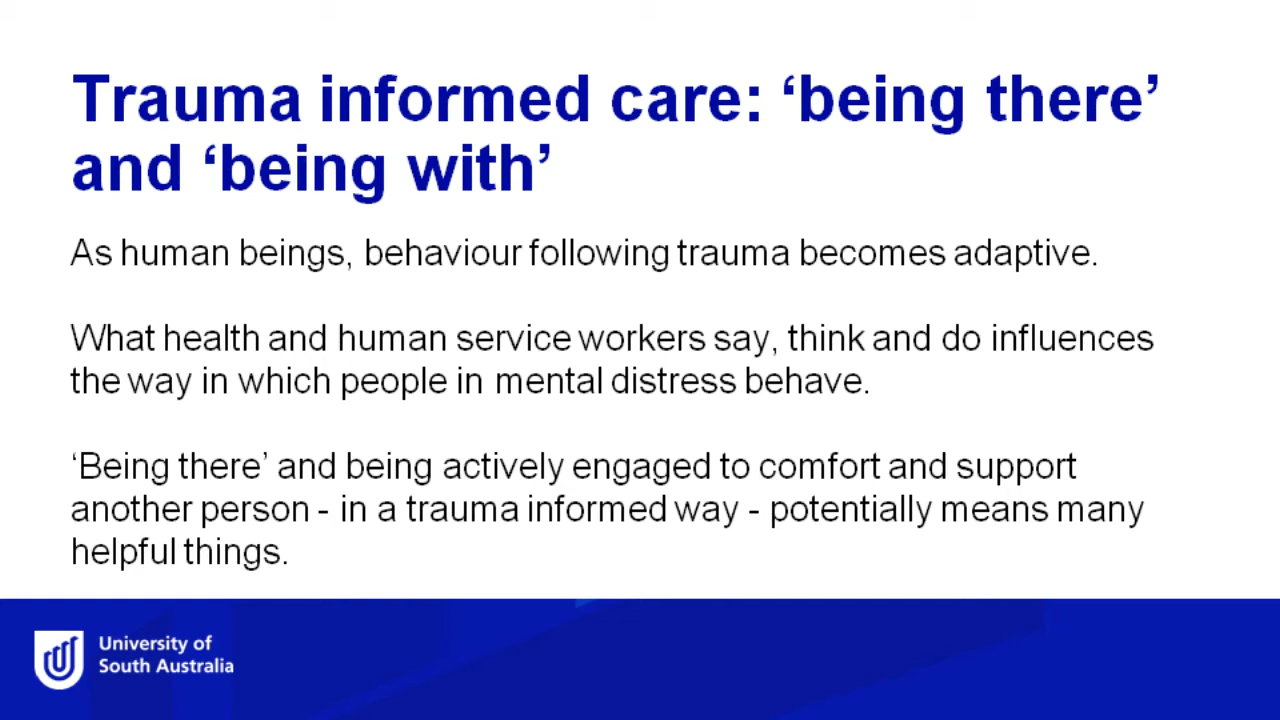 Trauma informed care: ‘being there’
and ‘being with’
As human beings, behaviour following trauma becomes adaptive.
What health and human service workers say, think and do influences
the way in which people in mental distress behave.
‘Being there’ and being actively engaged to comfort and support
another person - in a trauma informed way - potentially means many
helpful things.
University of
South Australia